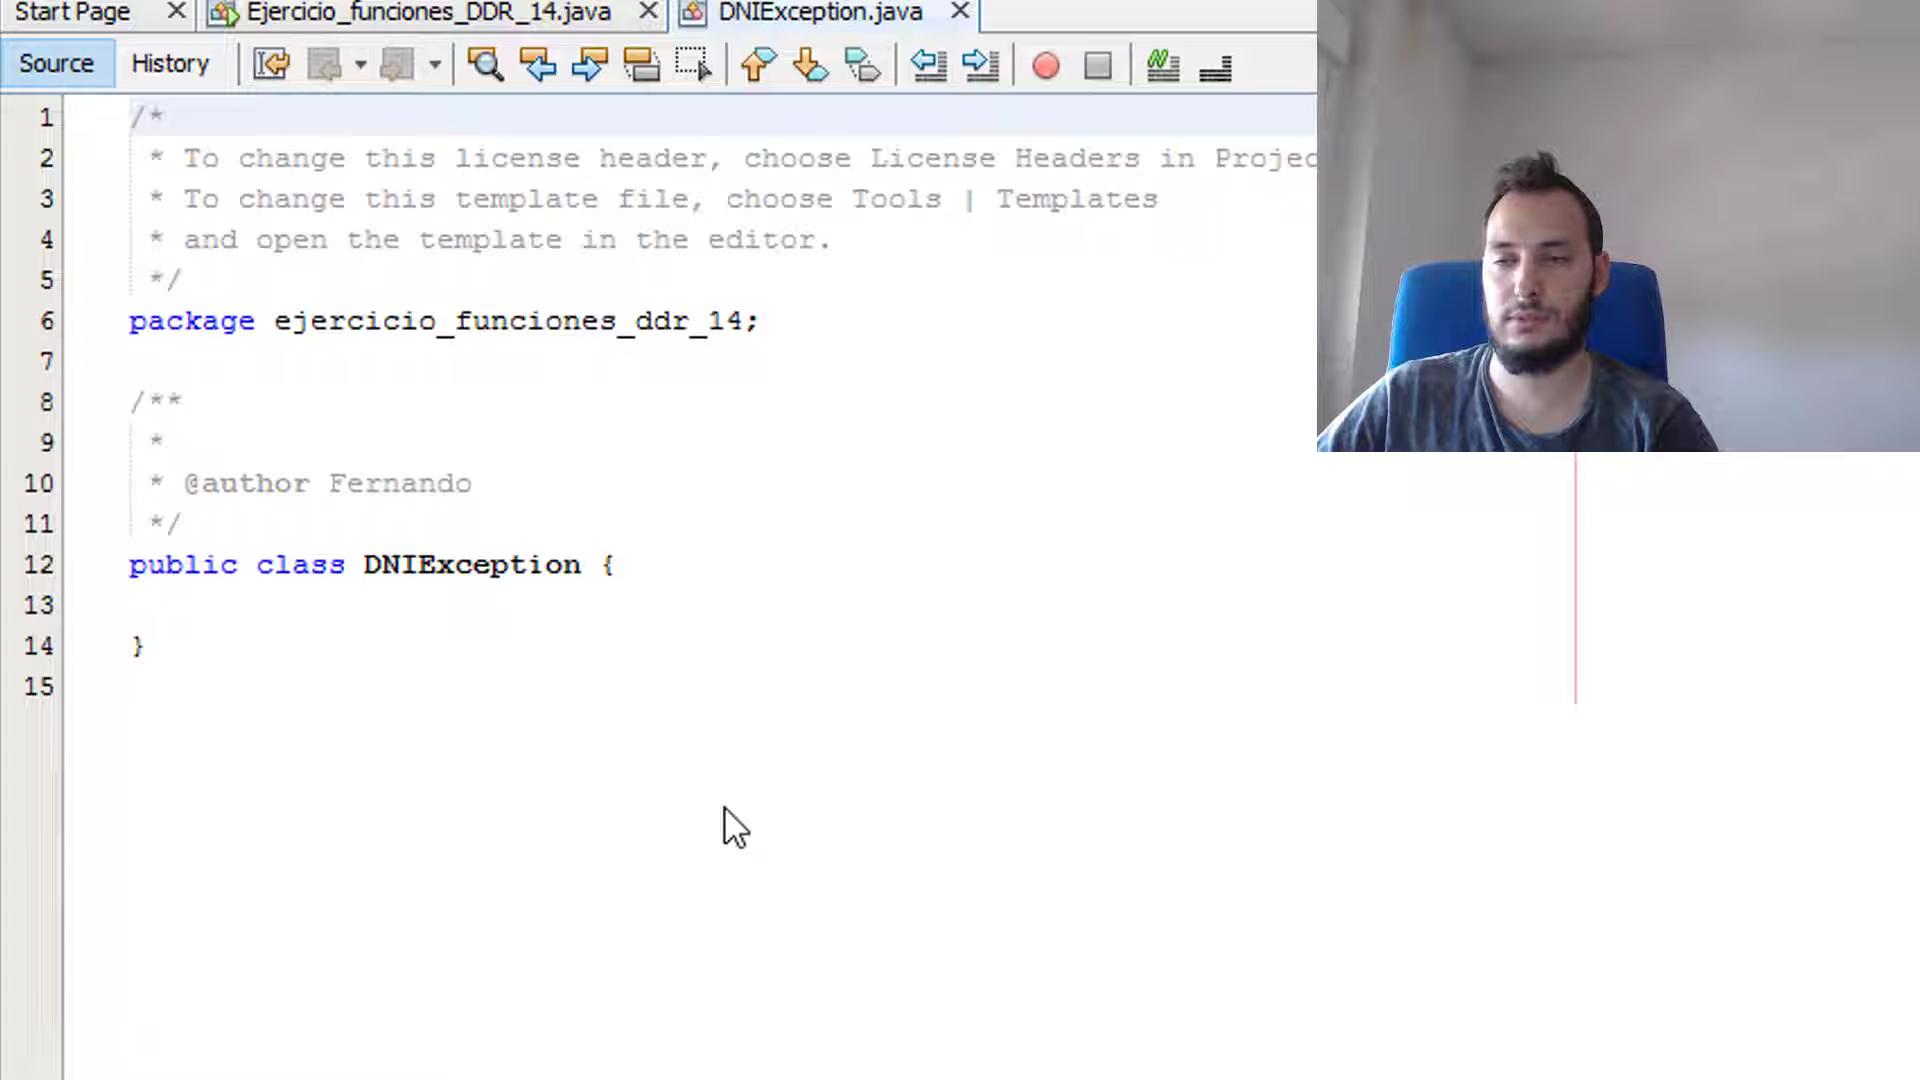 Start Page
Ejercicio_funciones_DDR_14.java
DNIException.java
Source
History
1 /*
2 * To change this license header, choose License Headers in Projec
3 * To change this template file, choose Tools | Templates
4 * and open the template in the editor.
5 */
6 package ejercicio_funciones_ddr_14;
7
8 /**
9 *
10 * @author Fernando
11 */
12 public class DNIException {
13
14 }
15